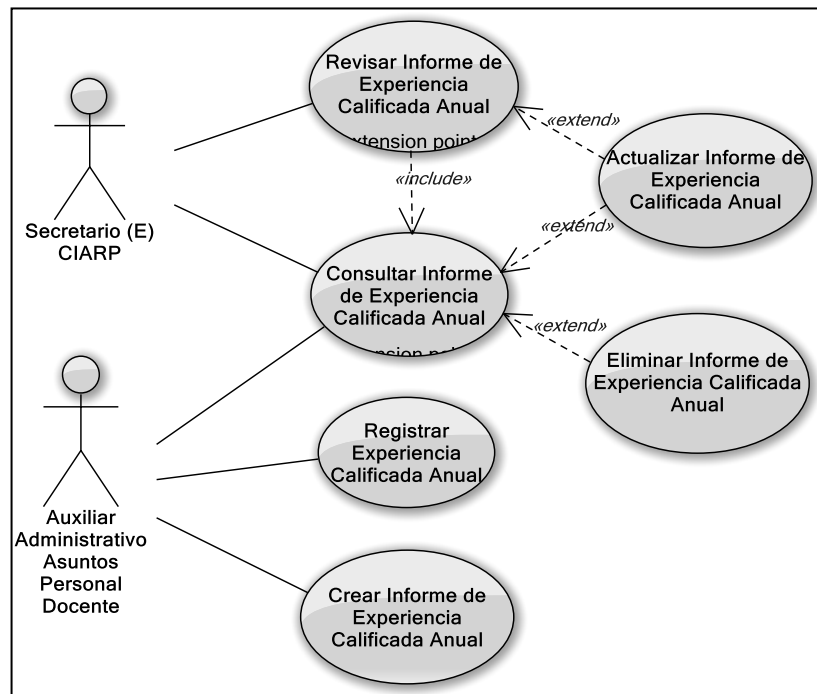 Revisar Informe de
Experiencia
Calificada Anual
xtension point
«extend»
Actualizar Informe de
Experiencia
Calificada Anual
«include»
Secretario (E)
CIARP
«extend»
Consultar Informe
de Experiencia
Calificada Anual
«extend»
Eliminar Informe de
Experiencia Calificada
Anual
Registrar
Experiencia
Calificada Anual
Auxiliar
Administrativo
Asuntos
Personal
Docente
Crear Informe de
Experiencia
Calificada Anual